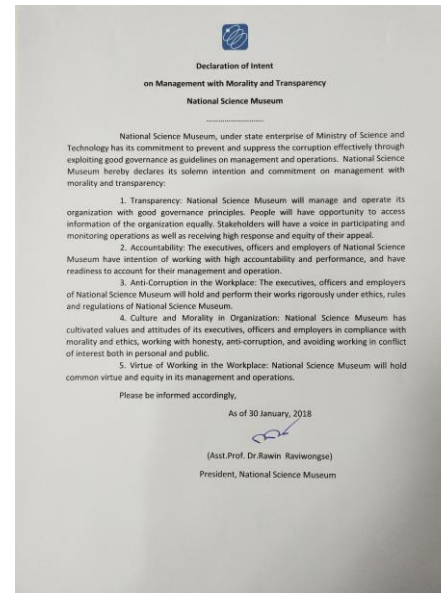 Declaration of Intent
on Management with Morality and Transparency
National Science Museum
............................
National Science Museum, under state enterprise of Ministry of Science and
Technology has its commitment to prevent and suppress the corruption effectively through
exploiting good governance as guidelines on management and operations. National Science
Museum hereby declares its solemn intention and commitment on management with
morality and transparency:
1. Transparency: National Science Museum will manage and operate its
organization with good governance principles. People will have opportunity to access
information of the organization equally. Stakeholders will have a voice in participating and
monitoring operations as well as receiving high response and equity of their appeal.
2. Accountability: The executives, officers and employers of National Science
Museum have intention of working with high accountability and performance, and have
readiness to account for their management and operation.
3. Anti-Corruption in the Workplace: The executives, officers and employers
of National Science Museum will hold and perform their works rigorously under ethics, rules
and regulations of National Science Museum.
4. Culture and Morality in Organization: National Science Museum has
cultivated values and attitudes of its executives, officers and employers in compliance with
morality and ethics, working with honesty, anti-corruption, and avoiding working in conflict
of interest both in personal and public.
5. Virtue of Working in the Workplace: National Science Museum will hold
common virtue and equity in its management and operations.
Please be informed accordingly,
As of 30 January, 2018
(Asst.Prof. Dr.Rawin Raviwongse)
President, National Science Museum